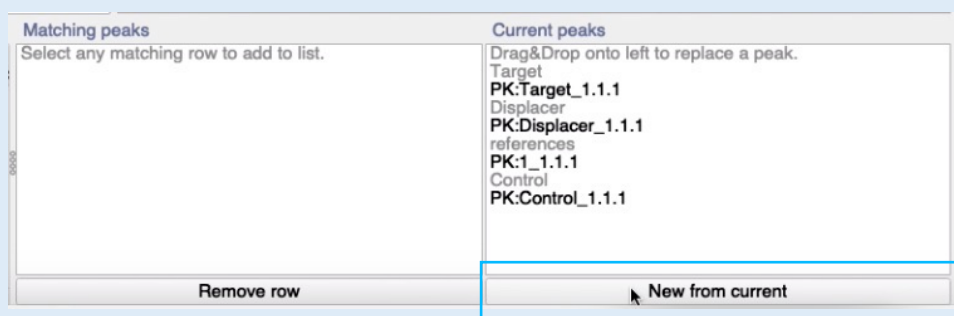 Matching peaks
Select any matching row to add to list.
Remove row
Current peaks
Drag&Drop onto left to replace a peak.
Target
PK:Target_1.1.1
Displacer
PK:Displacer_1.1.1
references
PK:1_1.1.1
Control
PK:Control_1.1.1
New from current